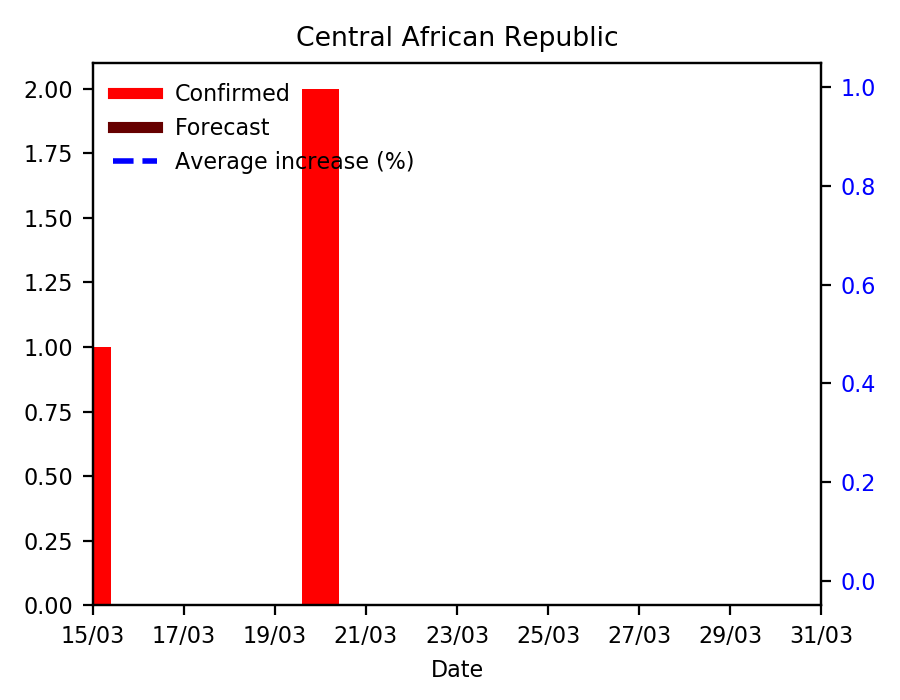 Central African Republic
Confirmed
Forecast
Average increase (%)
2.00
1.75
1.50
1.25
1.00
0.75
0.50
0.25
0.00
1.0
0.8
0.6
0.4
0.2
0.0
15/03 17/03 19/03 21/03 23/03 25/03 27/03 29/03 31/03
Date